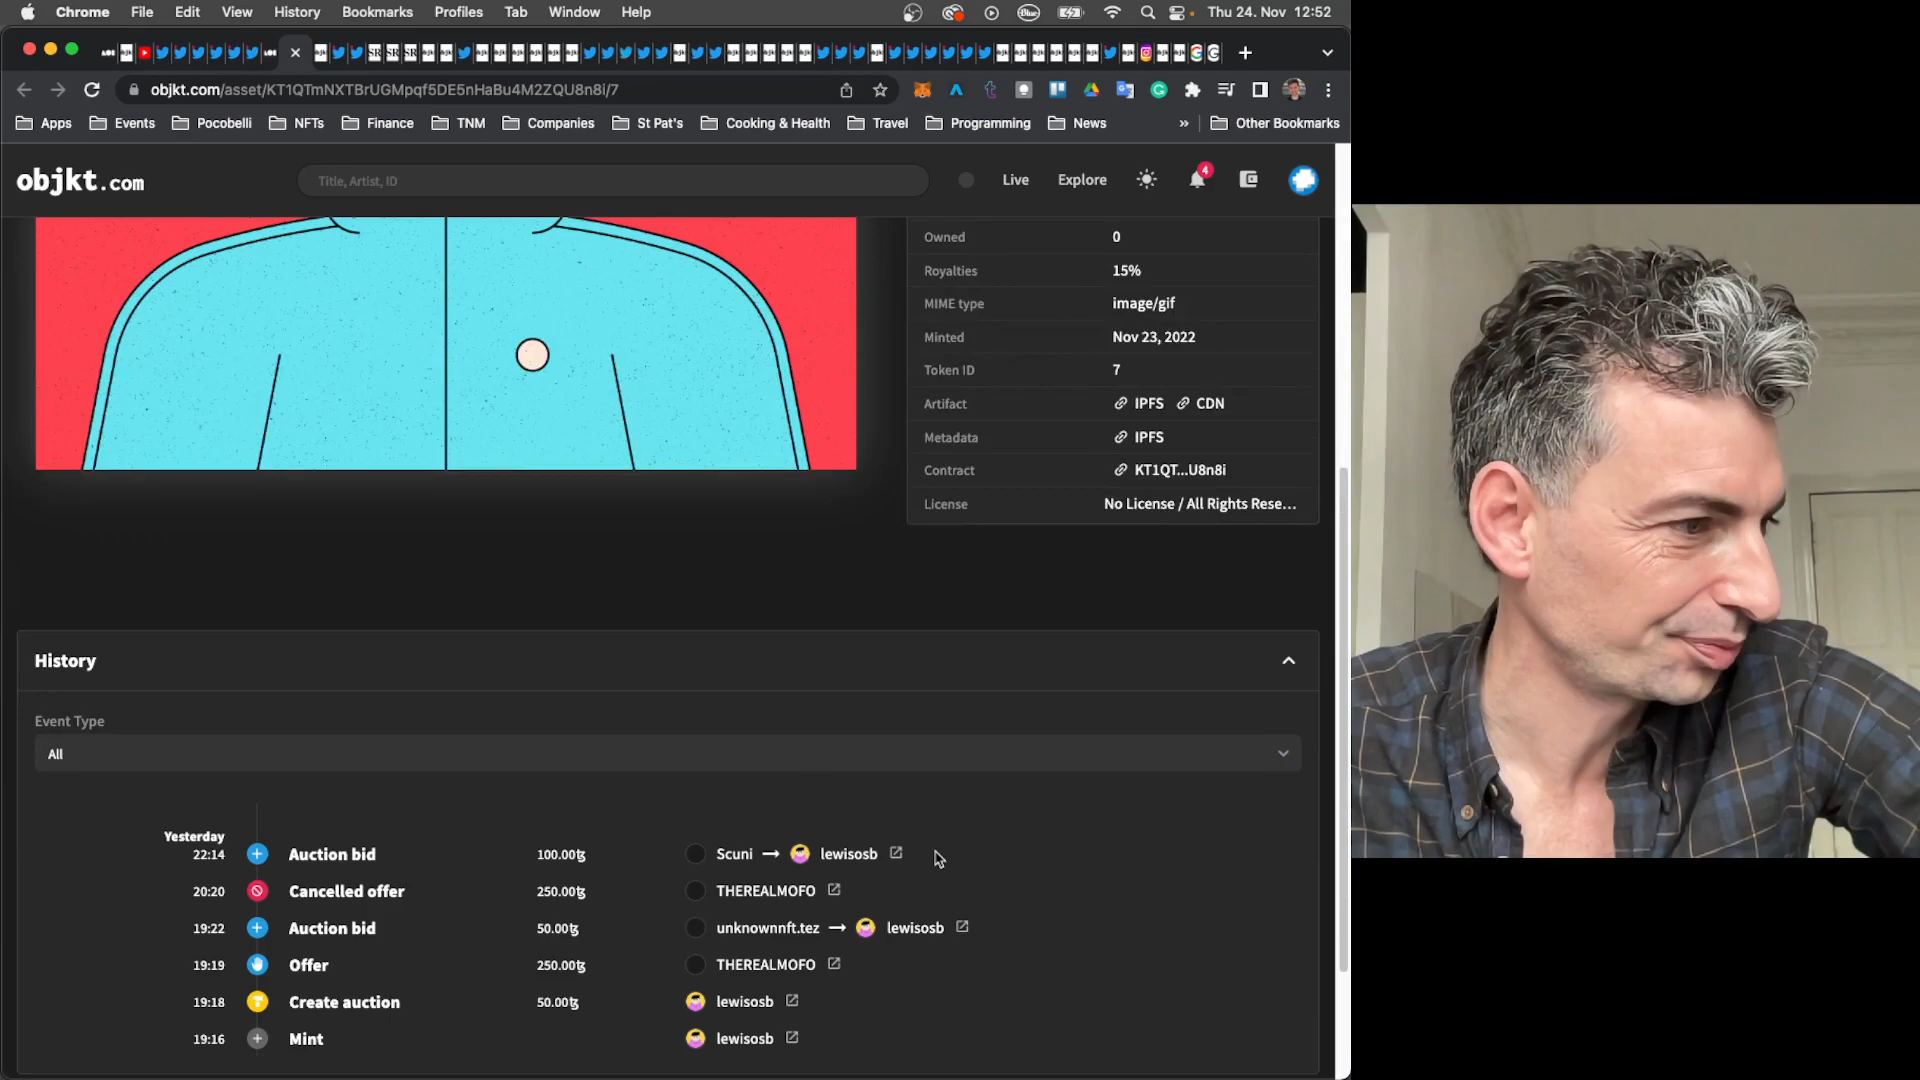 Chrome File Edit View History Bookmarks Profiles Tab Window Help Thu 24. Nov 12:52
objkt.com/asset/KT1QTmNXTBrUGMpqf5DE5nHaBu4M2ZQU8n8i/7
Apps Events Pocobelli NFTs Finance TNM Companies St Pat's Cooking & Health Travel Programming News » Other Bookmarks
objkt.com Title, Artist, ID Live Explore 4
Owned 0
Royalties 15%
MIME type image/gif
Minted Nov 23, 2022
Token ID 7
Artifact IPFS CDN
Metadata IPFS
Contract KT1QT...U8n8i
License No License / All Rights Rese...
History
Event Type
All
Yesterday
22:14 Auction bid 100.00ꜩ Scuni → lewisosb
20:20 Cancelled offer 250.00ꜩ THEREALMOFO
19:22 Auction bid 50.00ꜩ unknownnft.tez → lewisosb
19:19 Offer 250.00ꜩ THEREALMOFO
19:18 Create auction 50.00ꜩ lewisosb
19:16 Mint lewisosb